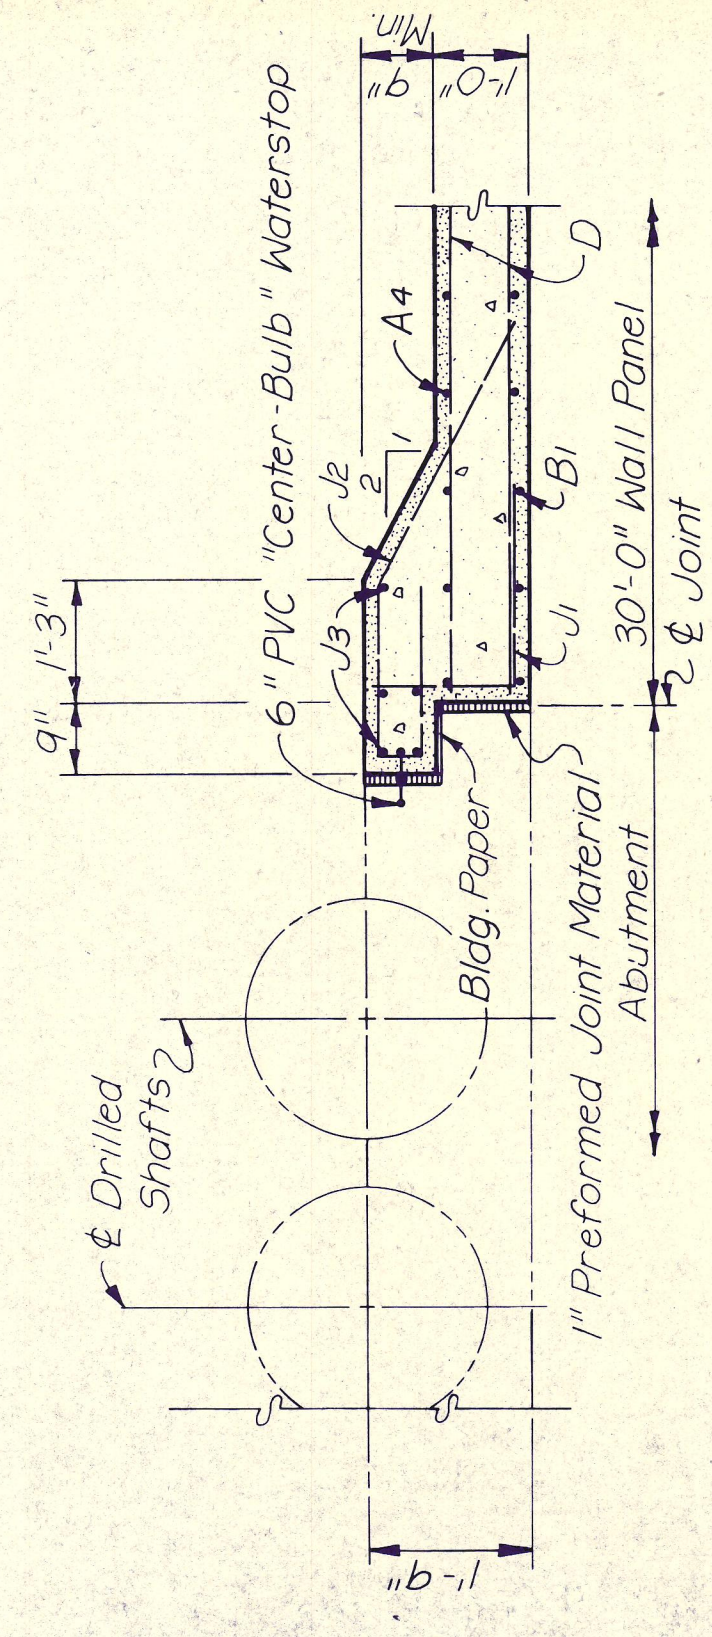 ℄ Drilled
Shafts
9"
1'-3"
6" PVC "Center-Bulb" Waterstop
J3
J2
2
1
A4
9"
Min.
1'-0"
D
B1
J1
Bldg. Paper
1" Preformed Joint Material
Abutment
30'-0" Wall Panel
℄ Joint
1'-9"